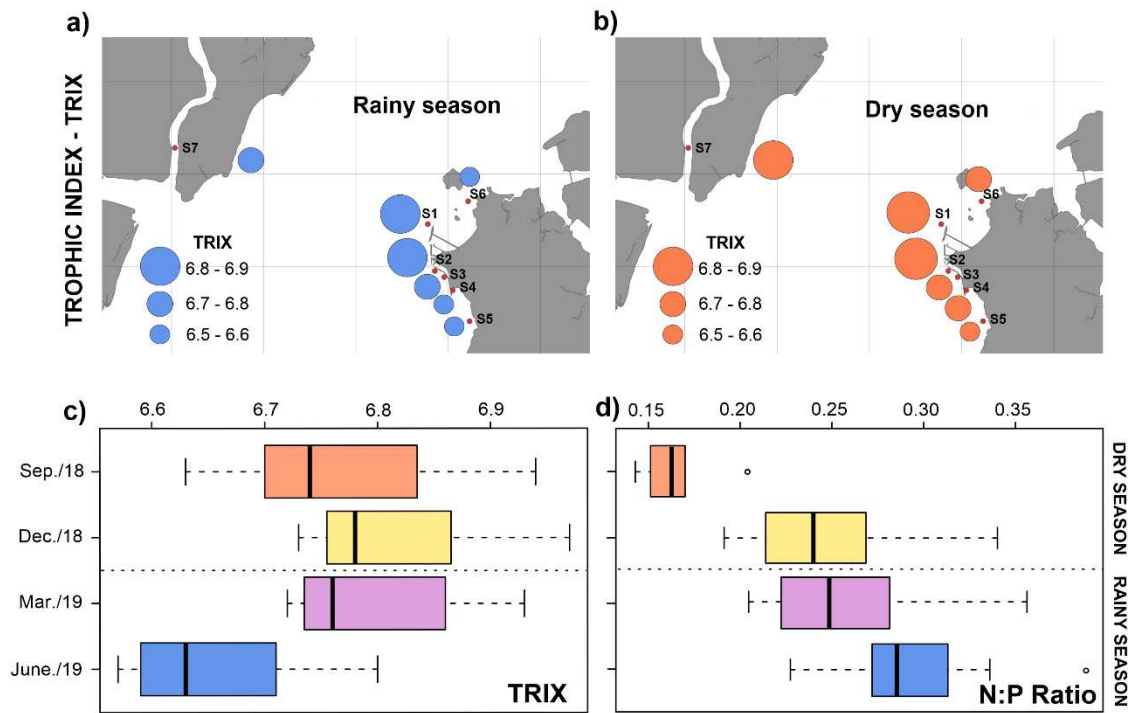 a)
b)
TROPHIC INDEX - TRIX
Rainy season
Dry season
S7
S6
S1
S2
S3
S4
S5
TRIX
6.8 - 6.9
6.7 - 6.8
6.5 - 6.6
S7
S6
S1
S2
S3
S4
S5
TRIX
6.8 - 6.9
6.7 - 6.8
6.5 - 6.6
c)
6.6 6.7 6.8 6.9
d)
0.15 0.20 0.25 0.30 0.35
Sep./18
Dec./18
Mar./19
June./19
TRIX
N:P Ratio
DRY SEASON
RAINY SEASON